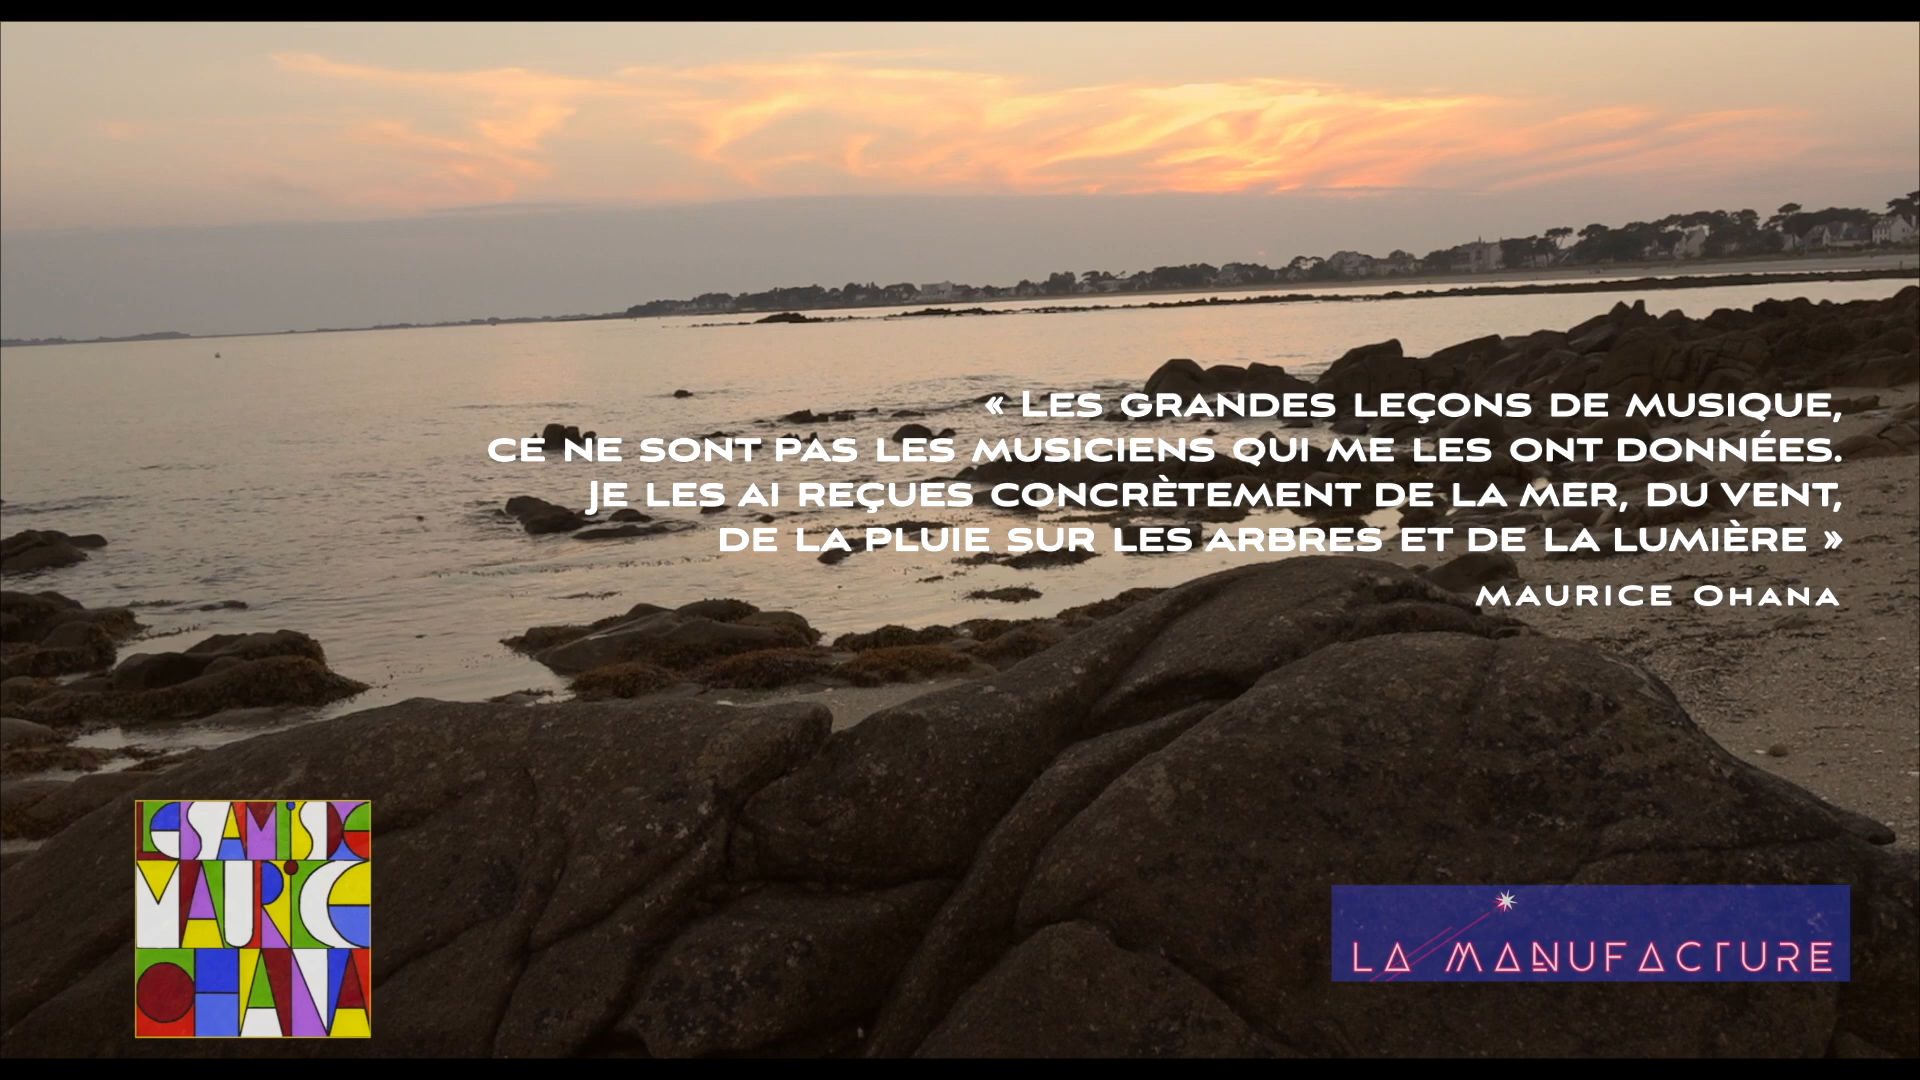 « Les grandes leçons de musique,
ce ne sont pas les musiciens qui me les ont données.
Je les ai reçues concrètement de la mer, du vent,
de la pluie sur les arbres et de la lumière »
Maurice Ohana
LES AMIS DE
MAURICE
OHANA
LA MANUFACTURE